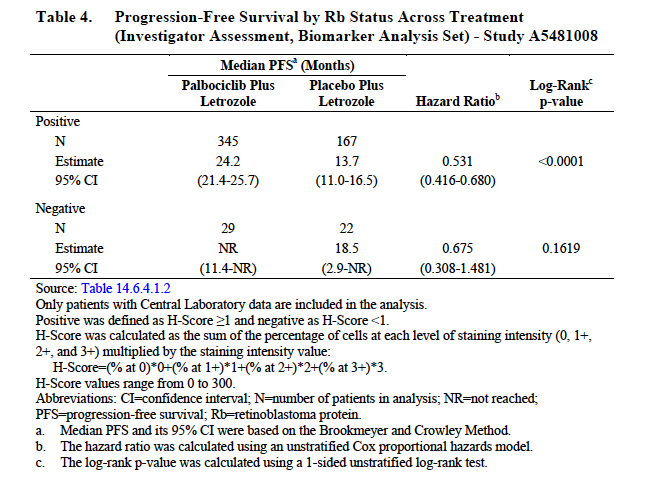 Table 4. Progression-Free Survival by Rb Status Across Treatment
(Investigator Assessment, Biomarker Analysis Set) - Study A5481008
Median PFSa (Months)
Palbociclib Plus Letrozole Placebo Plus Letrozole Hazard Ratiob Log-Rankc p-value
Positive
N 345 167
Estimate 24.2 13.7 0.531 <0.0001
95% CI (21.4-25.7) (11.0-16.5) (0.416-0.680)
Negative
N 29 22
Estimate NR 18.5 0.675 0.1619
95% CI (11.4-NR) (2.9-NR) (0.308-1.481)
Source: Table 14.6.4.1.2
Only patients with Central Laboratory data are included in the analysis.
Positive was defined as H-Score ≥1 and negative as H-Score <1.
H-Score was calculated as the sum of the percentage of cells at each level of staining intensity (0, 1+,
2+, and 3+) multiplied by the staining intensity value:
H-Score=(% at 0)*0+(% at 1+)*1+(% at 2+)*2+(% at 3+)*3.
H-Score values range from 0 to 300.
Abbreviations: CI=confidence interval; N=number of patients in analysis; NR=not reached;
PFS=progression-free survival; Rb=retinoblastoma protein.
a. Median PFS and its 95% CI were based on the Brookmeyer and Crowley Method.
b. The hazard ratio was calculated using an unstratified Cox proportional hazards model.
c. The log-rank p-value was calculated using a 1-sided unstratified log-rank test.